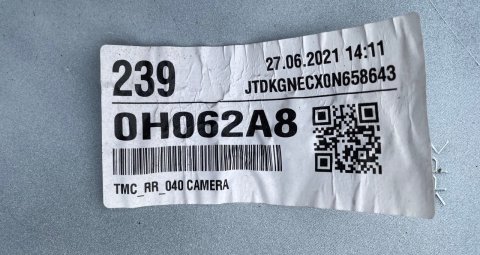 239
27.06.2021 14:11
JTDKGNECX0N658643
0H062A8
TMC_RR_040 CAMERA